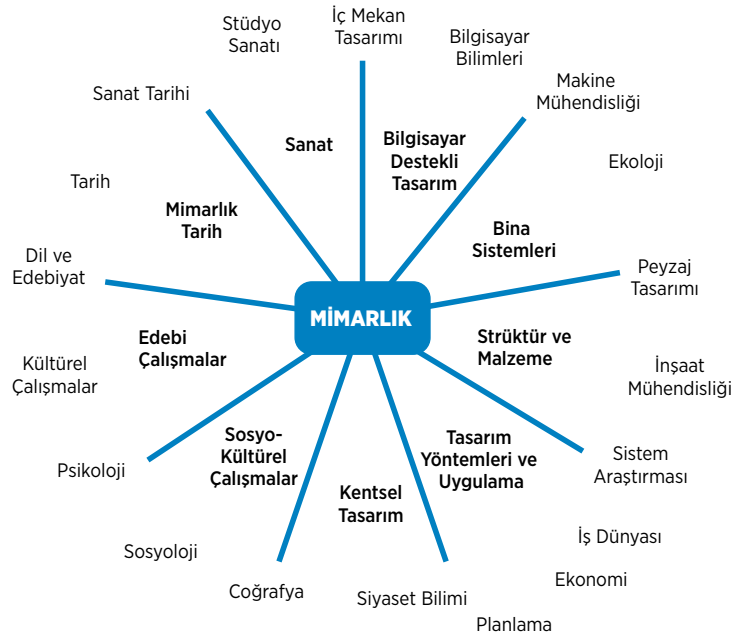 Stüdyo
Sanatı
İç Mekan
Tasarımı
Bilgisayar
Bilimleri
Sanat Tarihi
Makine
Mühendisliği
Sanat
Bilgisayar
Destekli
Tasarım
Ekoloji
Tarih
Mimarlık
Tarih
Bina
Sistemleri
Dil ve
Edebiyat
Peyzaj
Tasarımı
MİMARLIK
Edebi
Çalışmalar
Strüktür ve
Malzeme
Kültürel
Çalışmalar
İnşaat
Mühendisliği
Sosyo-
Kültürel
Çalışmalar
Tasarım
Yöntemleri ve
Uygulama
Psikoloji
Sistem
Araştırması
Kentsel
Tasarım
Sosyoloji
İş Dünyası
Coğrafya
Siyaset Bilimi
Ekonomi
Planlama